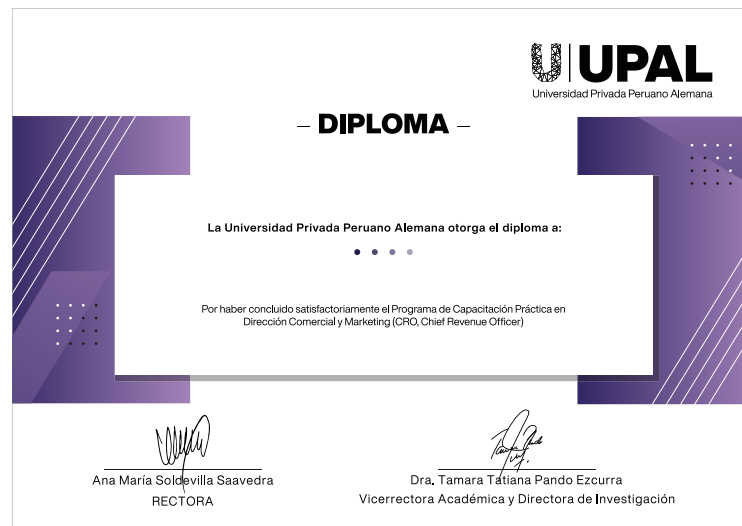 UPAL
Universidad Privada Peruano Alemana
– DIPLOMA –
La Universidad Privada Peruano Alemana otorga el diploma a:
Por haber concluido satisfactoriamente el Programa de Capacitación Práctica en
Dirección Comercial y Marketing (CRO, Chief Revenue Officer)
Ana María Soldevilla Saavedra
RECTORA
Dra. Tamara Tatiana Pando Ezcurra
Vicerrectora Académica y Directora de Investigación